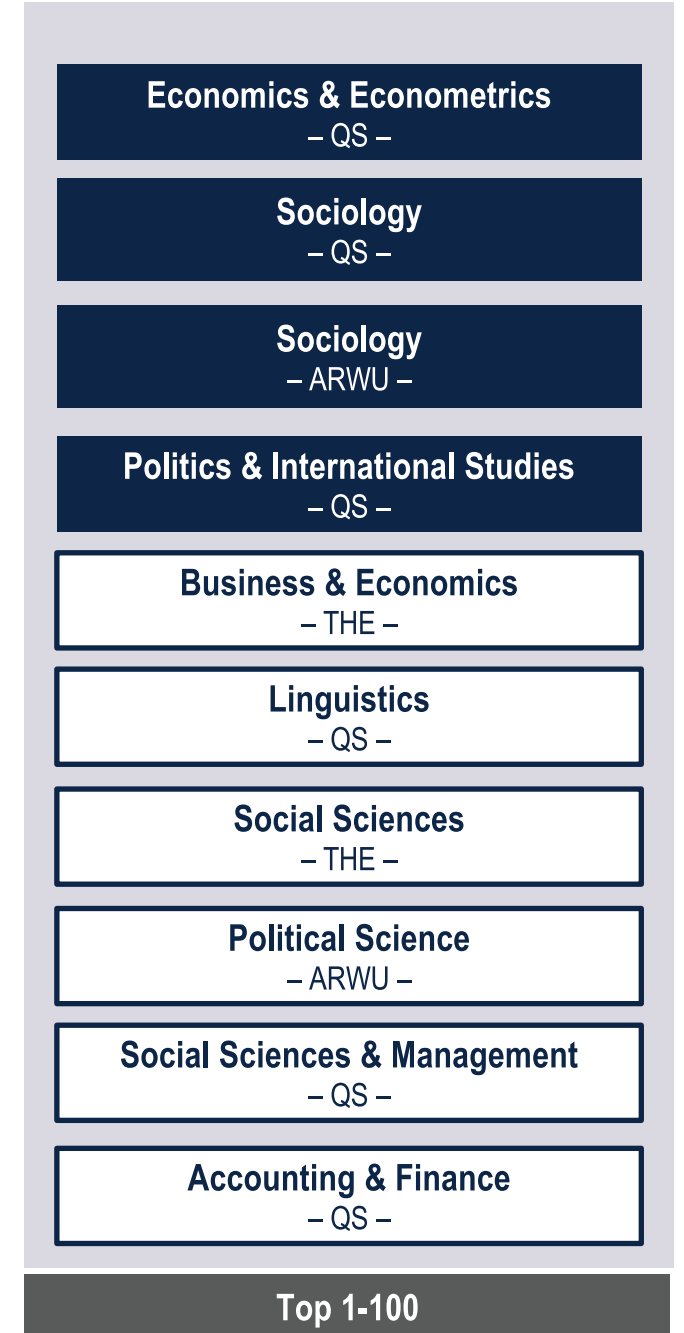 Economics & Econometrics
– QS –
Sociology
– QS –
Sociology
– ARWU –
Politics & International Studies
– QS –
Business & Economics
– THE –
Linguistics
– QS –
Social Sciences
– THE –
Political Science
– ARWU –
Social Sciences & Management
– QS –
Accounting & Finance
– QS –
Top 1-100